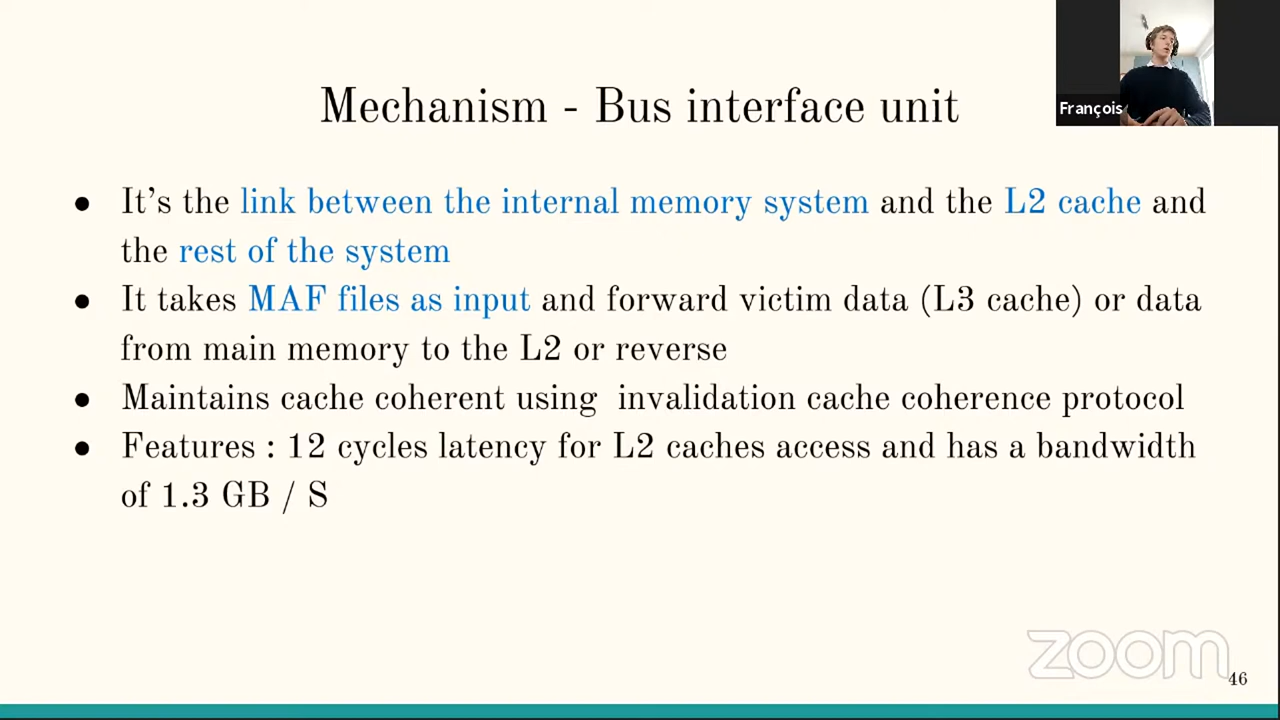 Mechanism - Bus interface unit
François
● It's the link between the internal memory system and the L2 cache and
the rest of the system
● It takes MAF files as input and forward victim data (L3 cache) or data
from main memory to the L2 or reverse
● Maintains cache coherent using  invalidation cache coherence protocol
● Features : 12 cycles latency for L2 caches access and has a bandwidth
of 1.3 GB / S
zoom
46